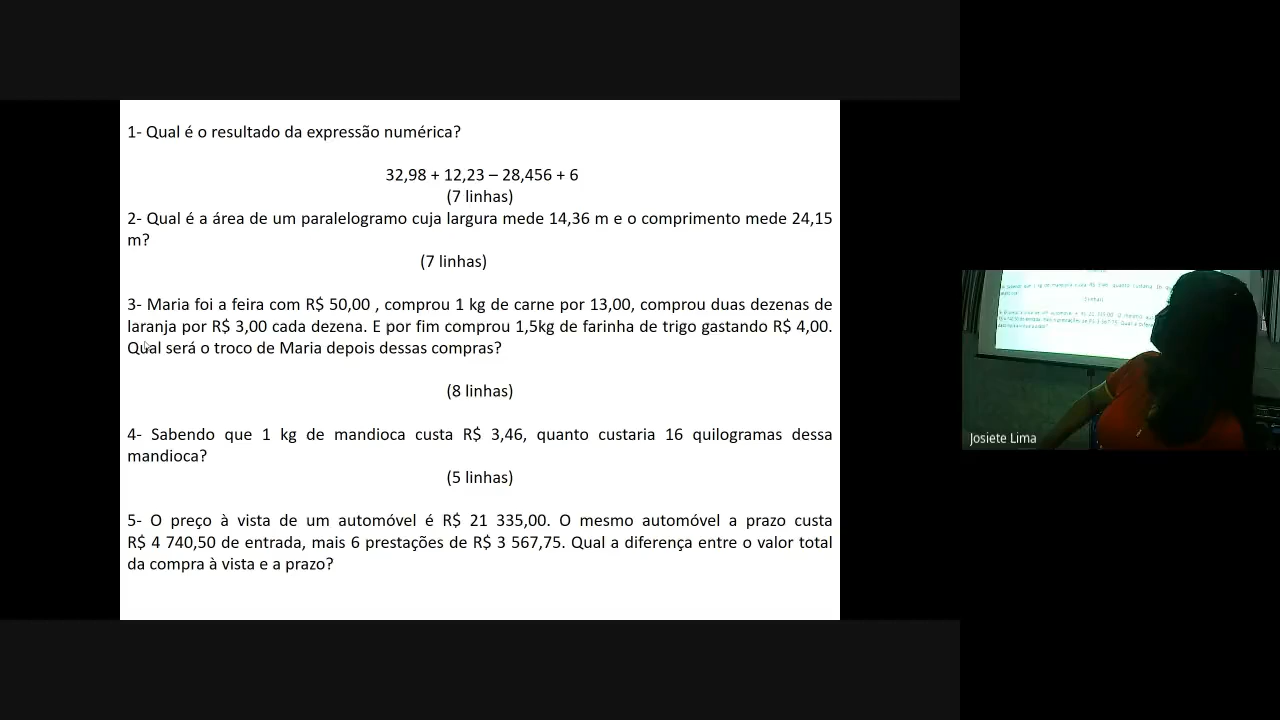 1- Qual é o resultado da expressão numérica?
32,98 + 12,23 – 28,456 + 6
(7 linhas)
2- Qual é a área de um paralelogramo cuja largura mede 14,36 m e o comprimento mede 24,15
m?
(7 linhas)
3- Maria foi a feira com R$ 50,00 , comprou 1 kg de carne por 13,00, comprou duas dezenas de
laranja por R$ 3,00 cada dezena. E por fim comprou 1,5kg de farinha de trigo gastando R$ 4,00.
Qual será o troco de Maria depois dessas compras?
(8 linhas)
4- Sabendo que 1 kg de mandioca custa R$ 3,46, quanto custaria 16 quilogramas dessa
mandioca?
(5 linhas)
5- O preço à vista de um automóvel é R$ 21 335,00. O mesmo automóvel a prazo custa
R$ 4 740,50 de entrada, mais 6 prestações de R$ 3 567,75. Qual a diferença entre o valor total
da compra à vista e a prazo?
Josiete Lima